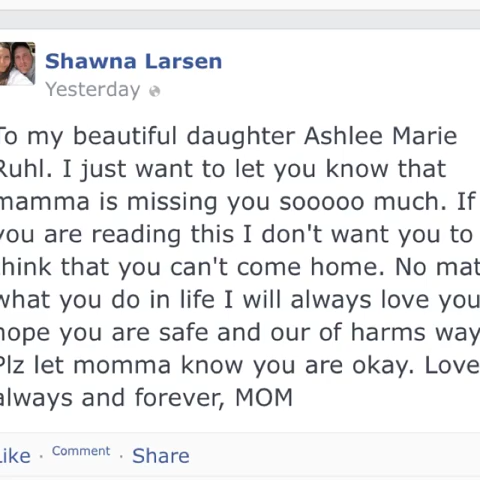 Shawna Larsen
Yesterday
To my beautiful daughter Ashlee Marie
Ruhl. I just want to let you know that
mamma is missing you sooooo much. If
you are reading this I don't want you to
think that you can't come home. No mat
what you do in life I will always love you
hope you are safe and our of harms way
Plz let momma know you are okay. Love
always and forever, MOM
Like · Comment · Share